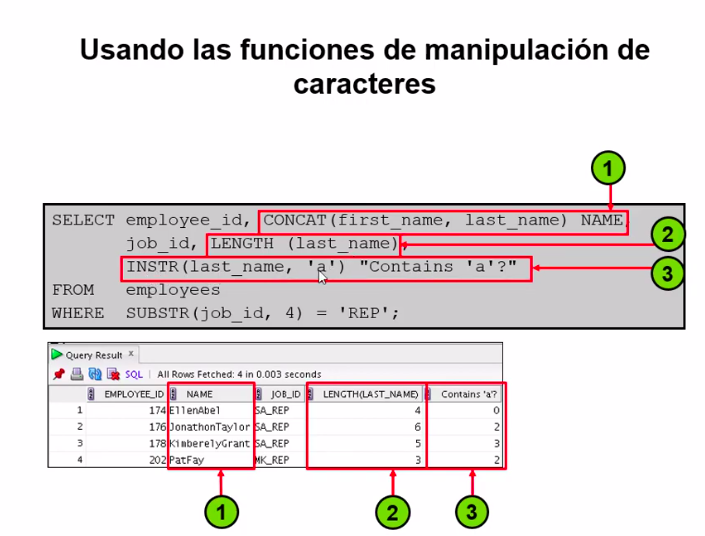 Usando las funciones de manipulación de
caracteres
1
SELECT employee_id, CONCAT(first_name, last_name) NAME,
2
job_id, LENGTH (last_name),
INSTR(last_name, 'a') "Contains 'a'?"
3
FROM employees
WHERE SUBSTR(job_id, 4) = 'REP';
Query Result x
SQL | All Rows Fetched: 4 in 0.003 seconds
EMPLOYEE_ID NAME JOB_ID LENGTH(LAST_NAME) Contains 'a'?
1 174 EllenAbel SA_REP 4 0
2 176 JonathonTaylor SA_REP 6 2
3 178 KimberelyGrant SA_REP 5 3
4 202 PatFay MK_REP 3 2
1 2 3